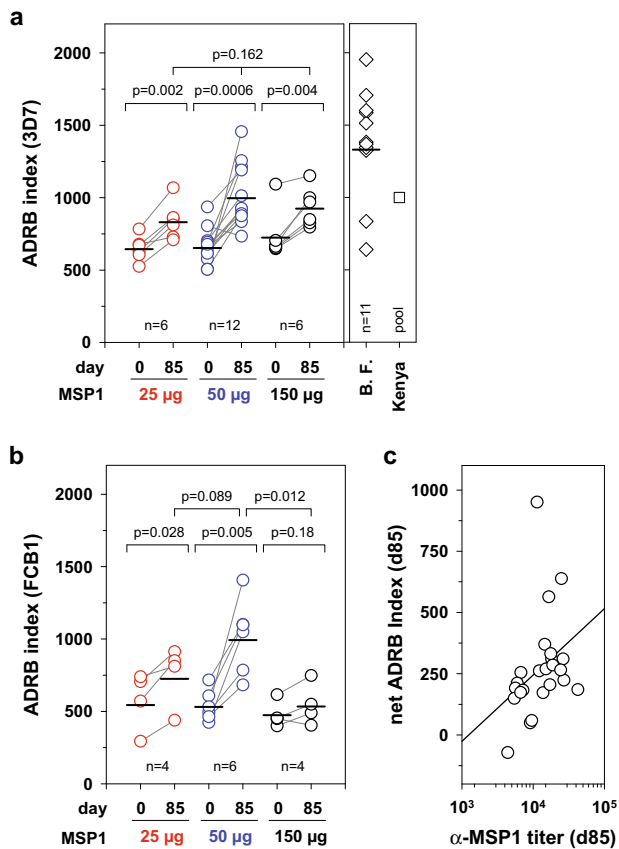 a
2000
1500
1000
500
0
ADRB index (3D7)
p=0.162
p=0.002
p=0.0006
p=0.004
n=6
n=12
n=6
n=11
pool
day
0
85
0
85
0
85
B. F.
Kenya
MSP1
25 µg
50 µg
150 µg
b
2000
1500
1000
500
0
ADRB index (FCB1)
p=0.089
p=0.012
p=0.028
p=0.005
p=0.18
n=4
n=6
n=4
day
0
85
0
85
0
85
MSP1
25 µg
50 µg
150 µg
c
1000
750
500
250
0
net ADRB Index (d85)
10³
10⁴
10⁵
α-MSP1 titer (d85)